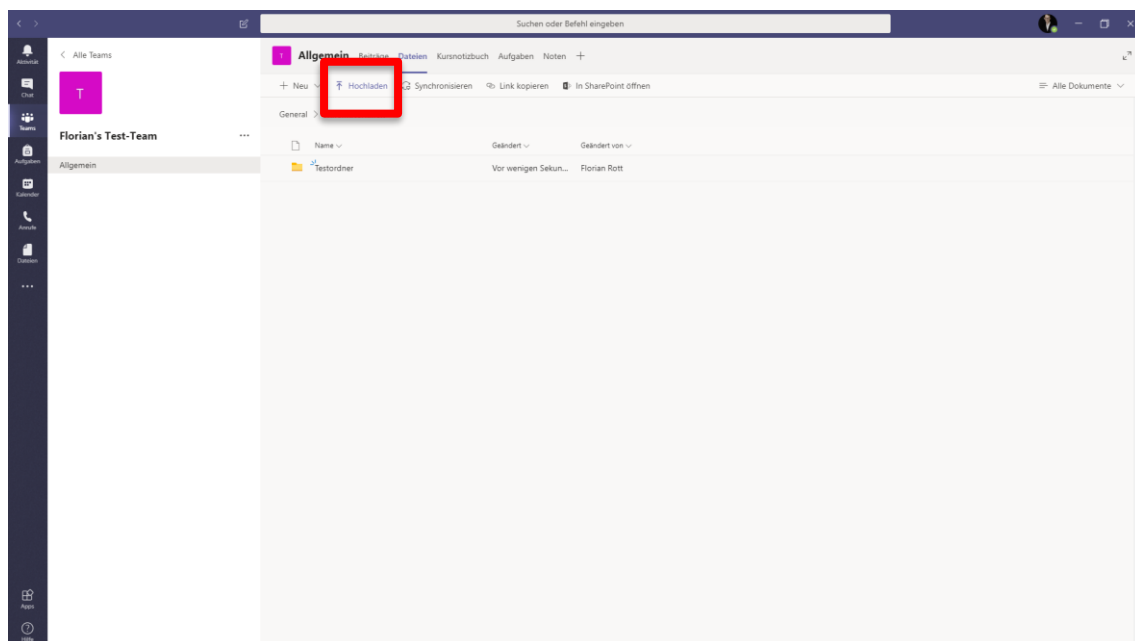 Suchen oder Befehl eingeben
Aktivität
Chat
Teams
Aufgaben
Kalender
Anrufe
Dateien
Apps
Hilfe
Alle Teams
T
Florian's Test-Team
Allgemein
T Allgemein Beiträge Dateien Kursnotizbuch Aufgaben Noten +
+ Neu Hochladen Synchronisieren Link kopieren In SharePoint öffnen Alle Dokumente
General >
Name Geändert Geändert von
Testordner Vor wenigen Sekun... Florian Rott